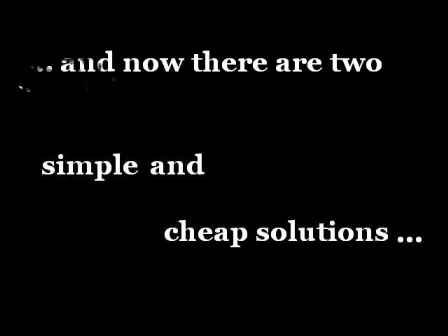 ... and now there are two
simple and
cheap solutions ...